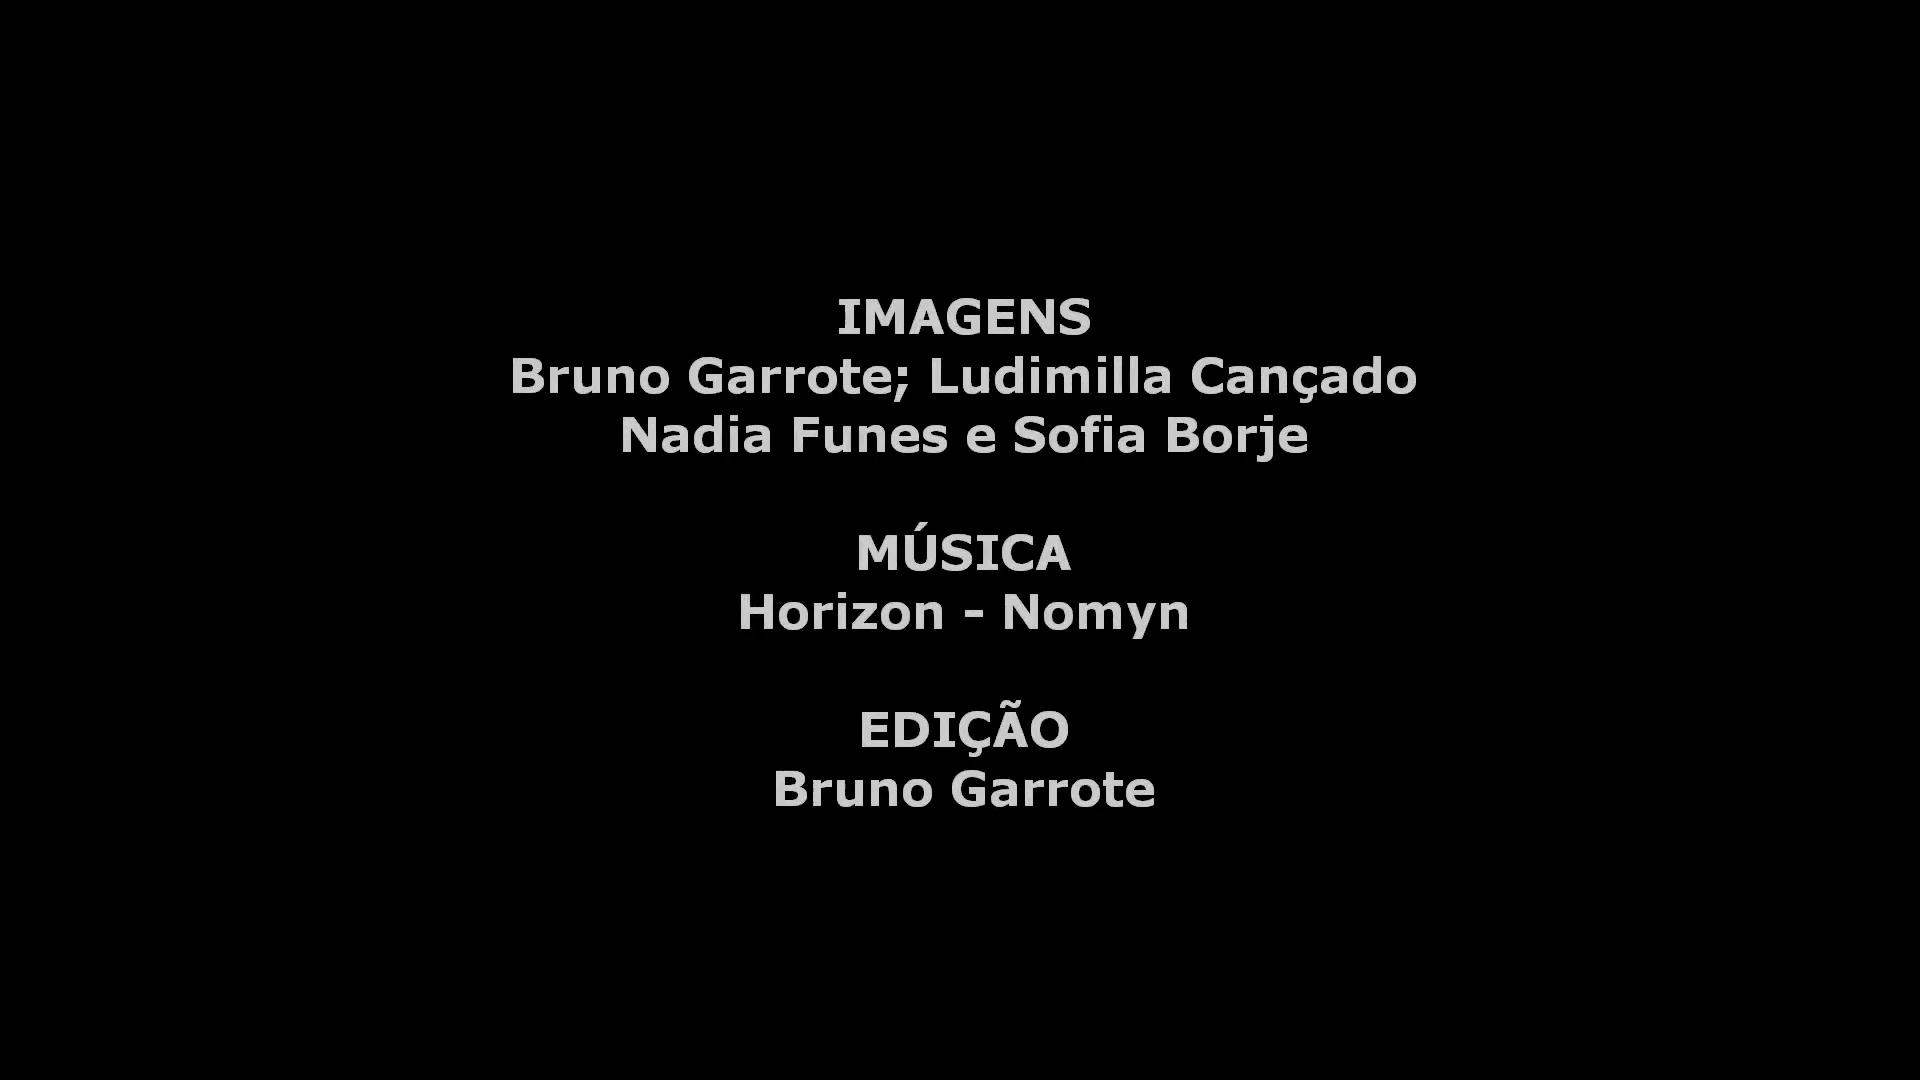 IMAGENS
Bruno Garrote; Ludimilla Cançado
Nadia Funes e Sofia Borje
MÚSICA
Horizon - Nomyn
EDIÇÃO
Bruno Garrote